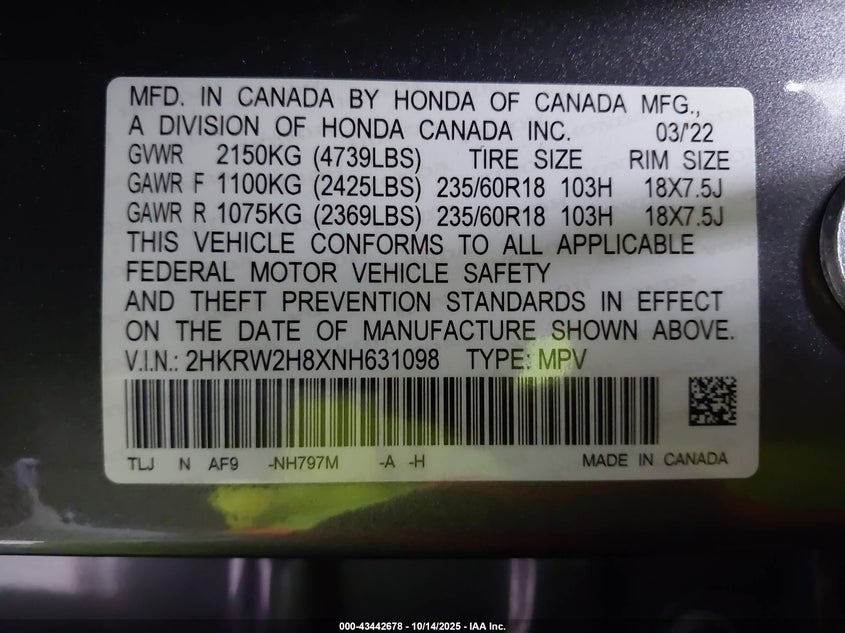 MFD. IN CANADA BY HONDA OF CANADA MFG.,
A DIVISION OF HONDA CANADA INC. 03/'22
GVWR 2150KG (4739LBS) TIRE SIZE RIM SIZE
GAWR F 1100KG (2425LBS) 235/60R18 103H 18X7.5J
GAWR R 1075KG (2369LBS) 235/60R18 103H 18X7.5J
THIS VEHICLE CONFORMS TO ALL APPLICABLE
FEDERAL MOTOR VEHICLE SAFETY
AND THEFT PREVENTION STANDARDS IN EFFECT
ON THE DATE OF MANUFACTURE SHOWN ABOVE.
V.I.N.: 2HKRW2H8XNH631098 TYPE: MPV
TLJ N AF9 -NH797M -A -H MADE IN CANADA
000-43442678 - 10/14/2025 - IAA Inc.